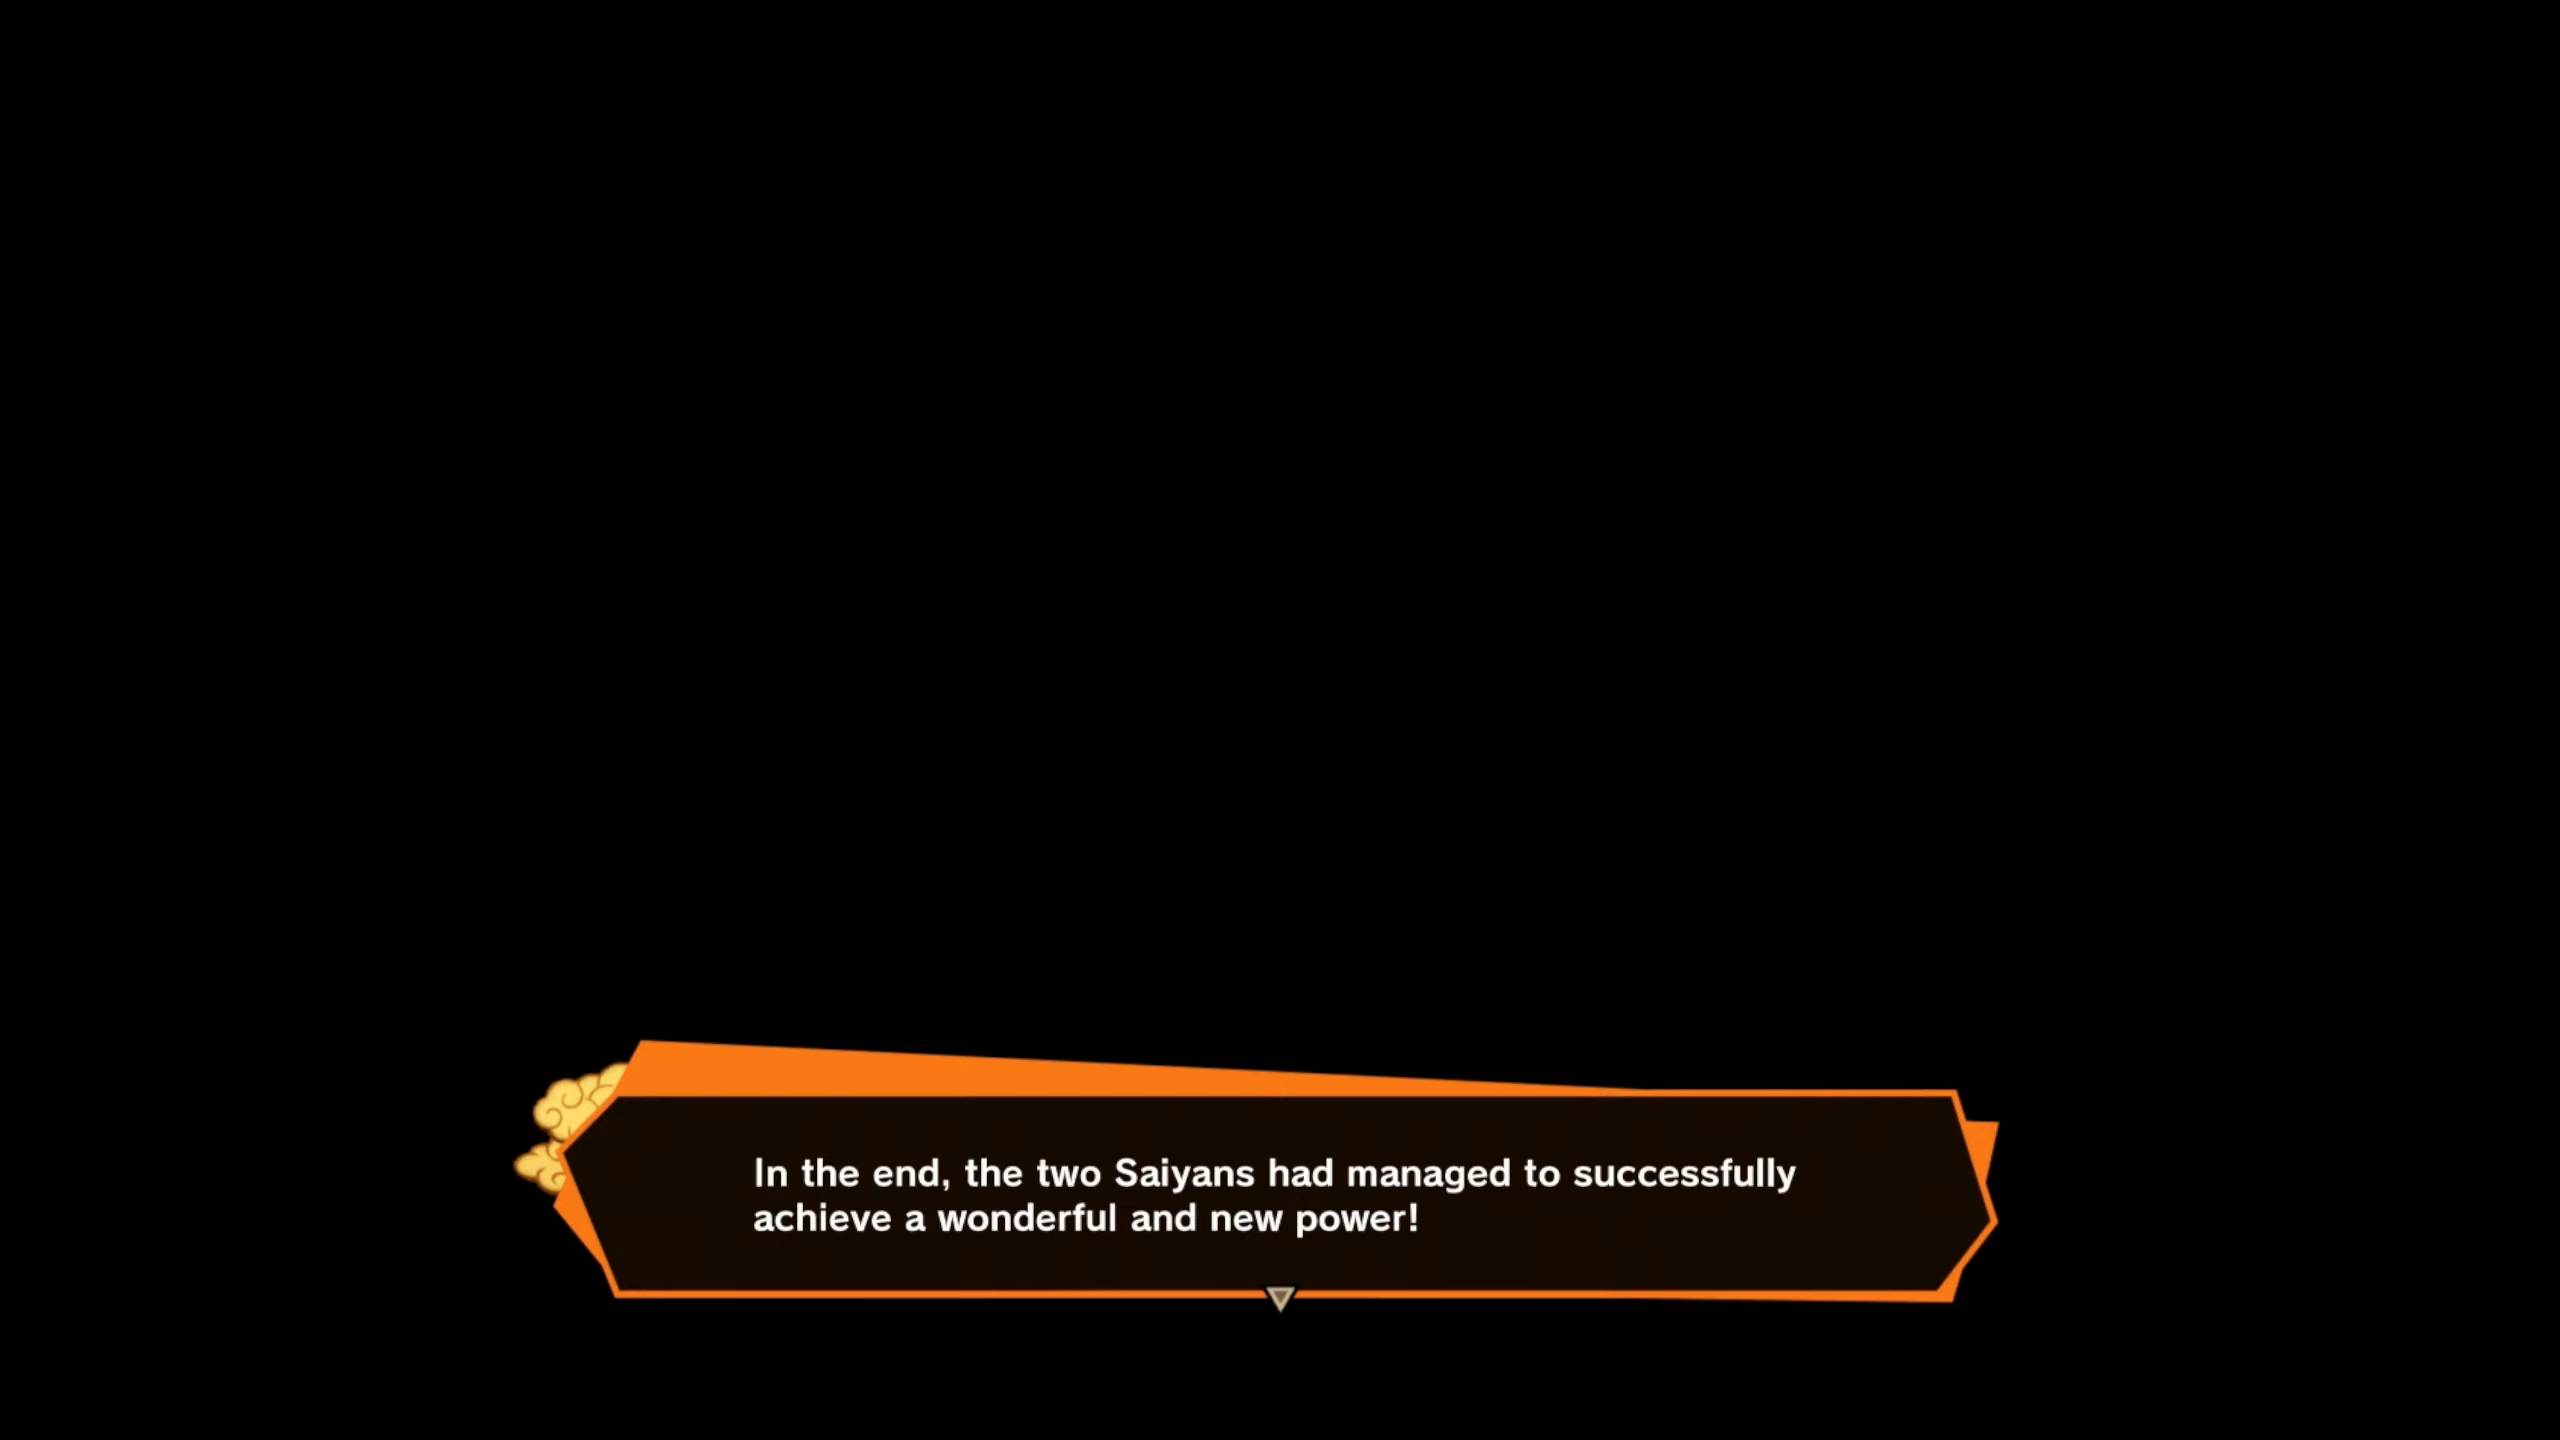 In the end, the two Saiyans had managed to successfully
achieve a wonderful and new power!